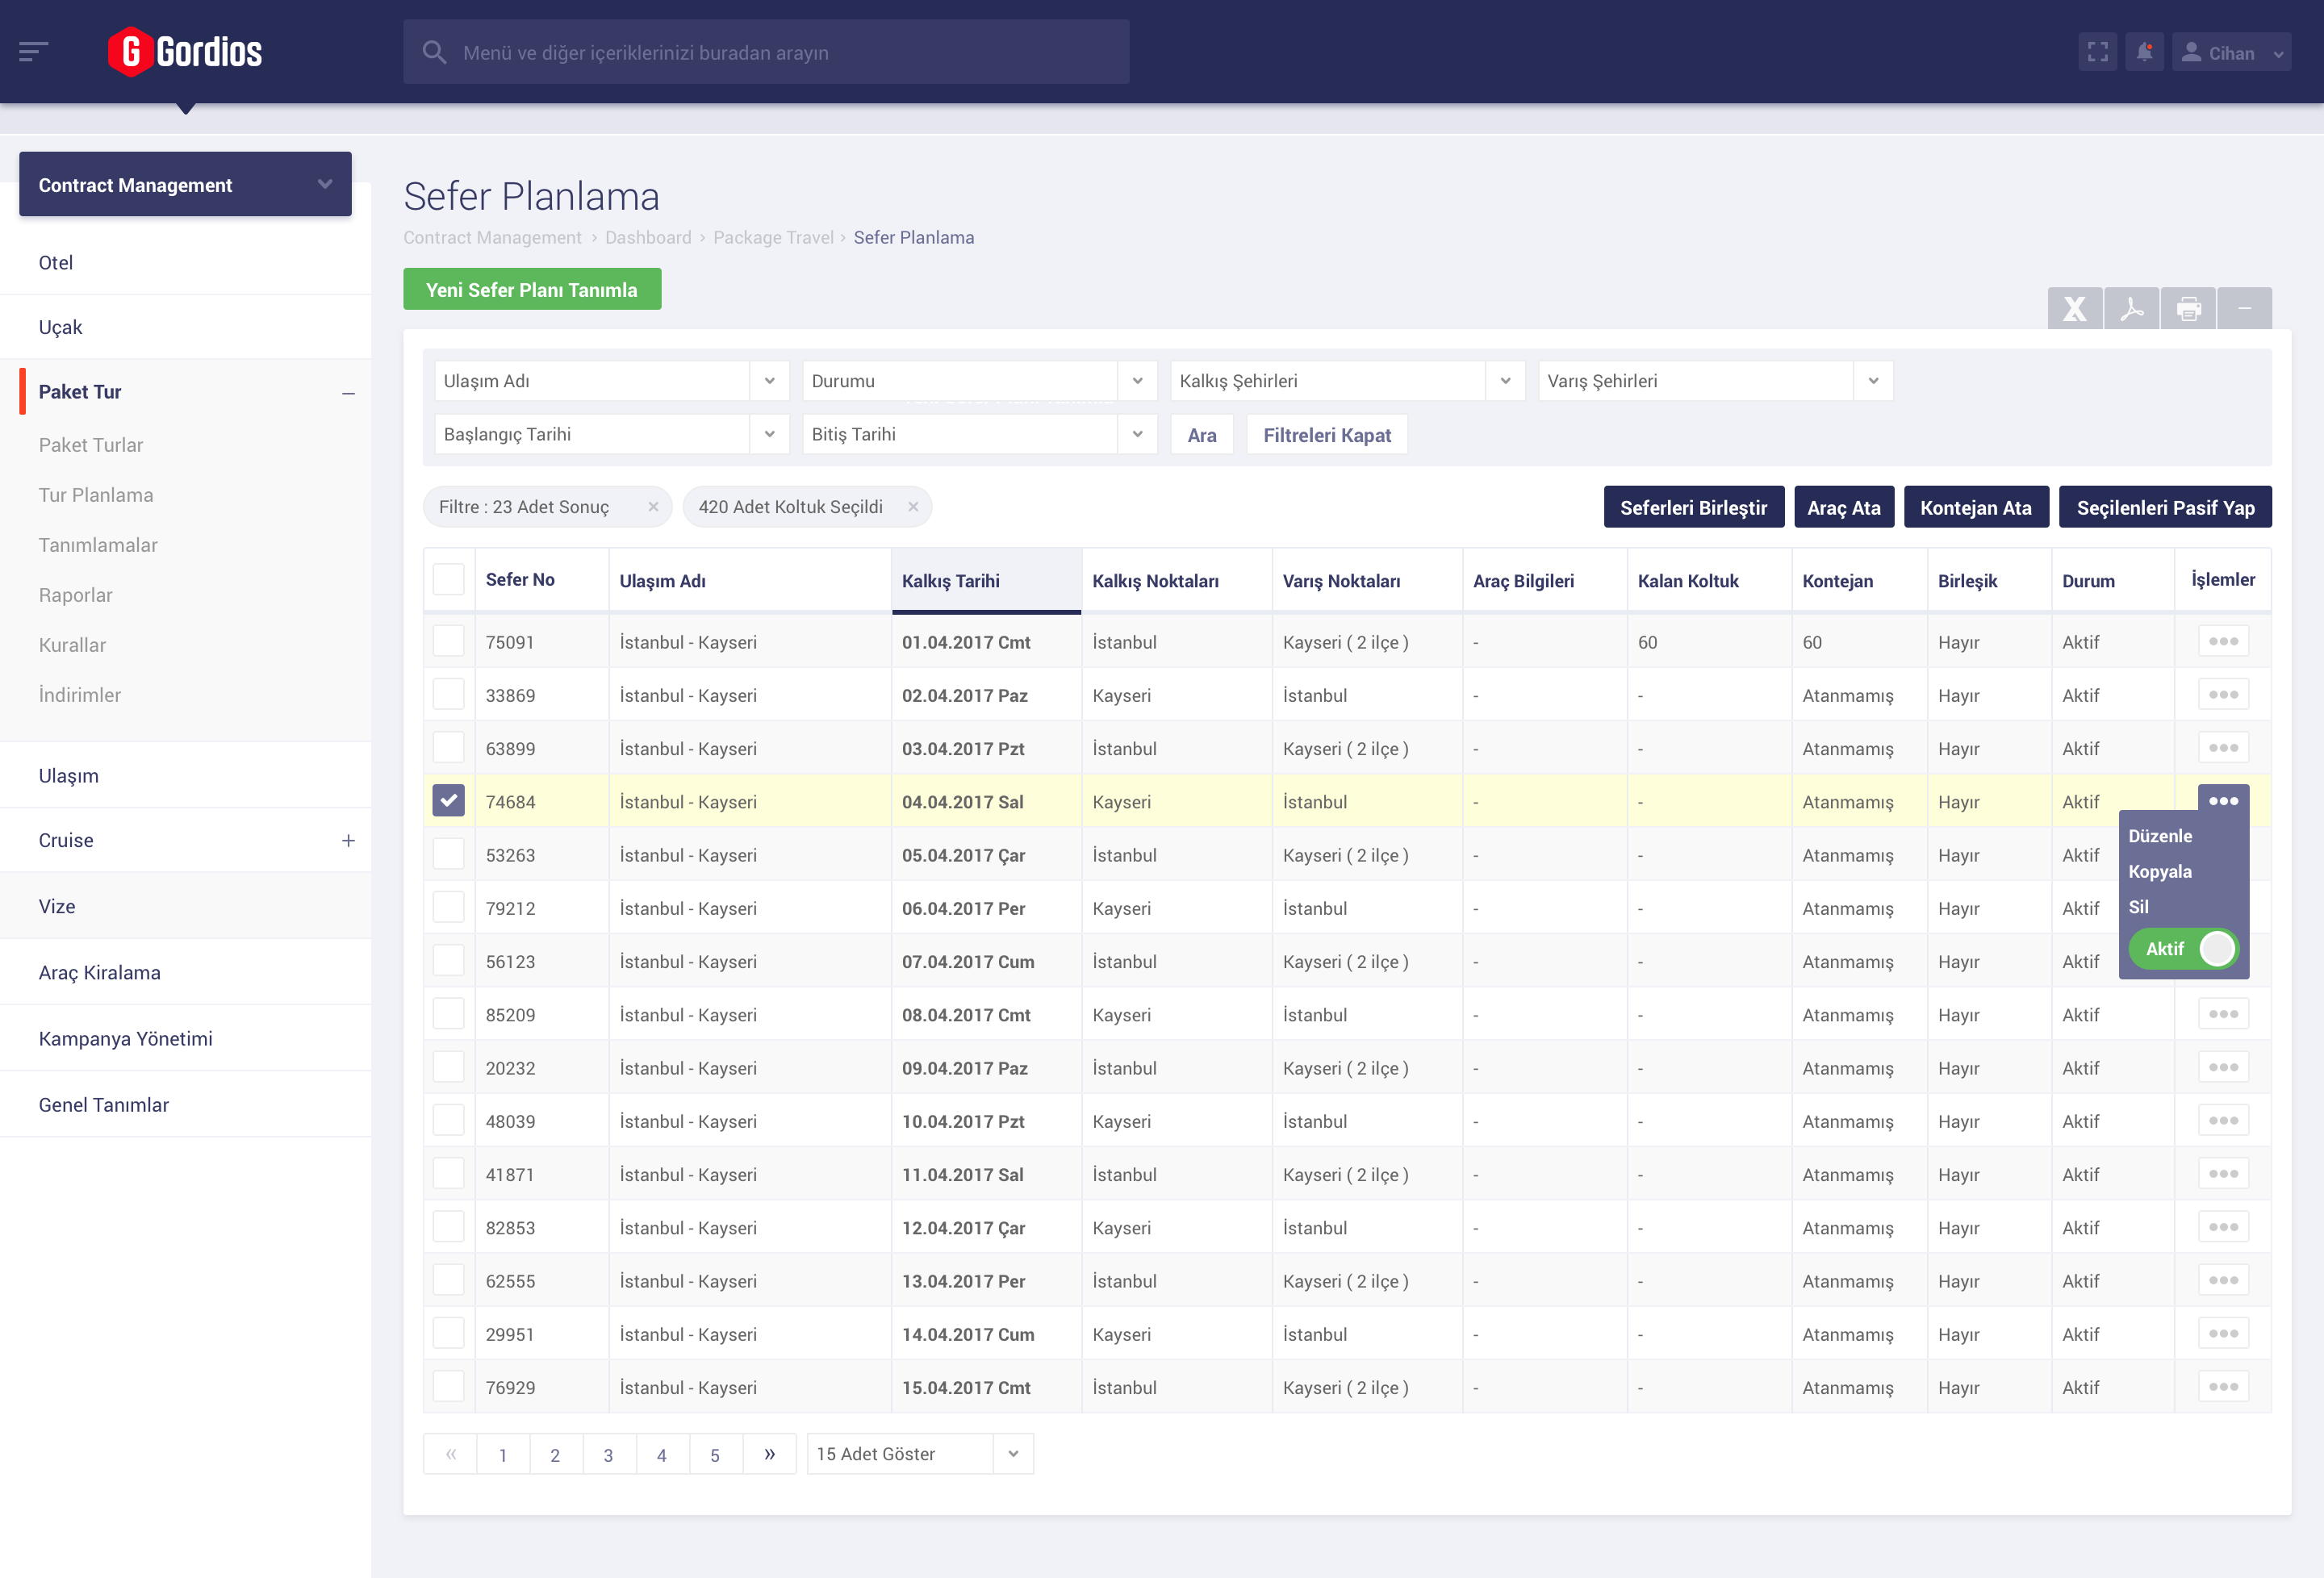 Gordios
Menü ve diğer içeriklerinizi buradan arayın
Cihan
Contract Management
Otel
Uçak
Paket Tur
Paket Turlar
Tur Planlama
Tanımlamalar
Raporlar
Kurallar
İndirimler
Ulaşım
Cruise
Vize
Araç Kiralama
Kampanya Yönetimi
Genel Tanımlar
Sefer Planlama
Contract Management › Dashboard › Package Travel › Sefer Planlama
Yeni Sefer Planı Tanımla
Ulaşım Adı Durumu Kalkış Şehirleri Varış Şehirleri
Başlangıç Tarihi Bitiş Tarihi Ara Filtreleri Kapat
Filtre : 23 Adet Sonuç × 420 Adet Koltuk Seçildi × Seferleri Birleştir Araç Ata Kontejan Ata Seçilenleri Pasif Yap
Sefer No Ulaşım Adı Kalkış Tarihi Kalkış Noktaları Varış Noktaları Araç Bilgileri Kalan Koltuk Kontejan Birleşik Durum İşlemler
75091 İstanbul - Kayseri 01.04.2017 Cmt İstanbul Kayseri ( 2 ilçe ) - 60 60 Hayır Aktif
33869 İstanbul - Kayseri 02.04.2017 Paz Kayseri İstanbul - - Atanmamış Hayır Aktif
63899 İstanbul - Kayseri 03.04.2017 Pzt İstanbul Kayseri ( 2 ilçe ) - - Atanmamış Hayır Aktif
74684 İstanbul - Kayseri 04.04.2017 Sal Kayseri İstanbul - - Atanmamış Hayır Aktif
53263 İstanbul - Kayseri 05.04.2017 Çar İstanbul Kayseri ( 2 ilçe ) - - Atanmamış Hayır Aktif
79212 İstanbul - Kayseri 06.04.2017 Per Kayseri İstanbul - - Atanmamış Hayır Aktif
56123 İstanbul - Kayseri 07.04.2017 Cum İstanbul Kayseri ( 2 ilçe ) - - Atanmamış Hayır Aktif
85209 İstanbul - Kayseri 08.04.2017 Cmt Kayseri İstanbul - - Atanmamış Hayır Aktif
20232 İstanbul - Kayseri 09.04.2017 Paz İstanbul Kayseri ( 2 ilçe ) - - Atanmamış Hayır Aktif
48039 İstanbul - Kayseri 10.04.2017 Pzt Kayseri İstanbul - - Atanmamış Hayır Aktif
41871 İstanbul - Kayseri 11.04.2017 Sal İstanbul Kayseri ( 2 ilçe ) - - Atanmamış Hayır Aktif
82853 İstanbul - Kayseri 12.04.2017 Çar Kayseri İstanbul - - Atanmamış Hayır Aktif
62555 İstanbul - Kayseri 13.04.2017 Per İstanbul Kayseri ( 2 ilçe ) - - Atanmamış Hayır Aktif
29951 İstanbul - Kayseri 14.04.2017 Cum Kayseri İstanbul - - Atanmamış Hayır Aktif
76929 İstanbul - Kayseri 15.04.2017 Cmt İstanbul Kayseri ( 2 ilçe ) - - Atanmamış Hayır Aktif
Düzenle
Kopyala
Sil
Aktif
« 1 2 3 4 5 » 15 Adet Göster